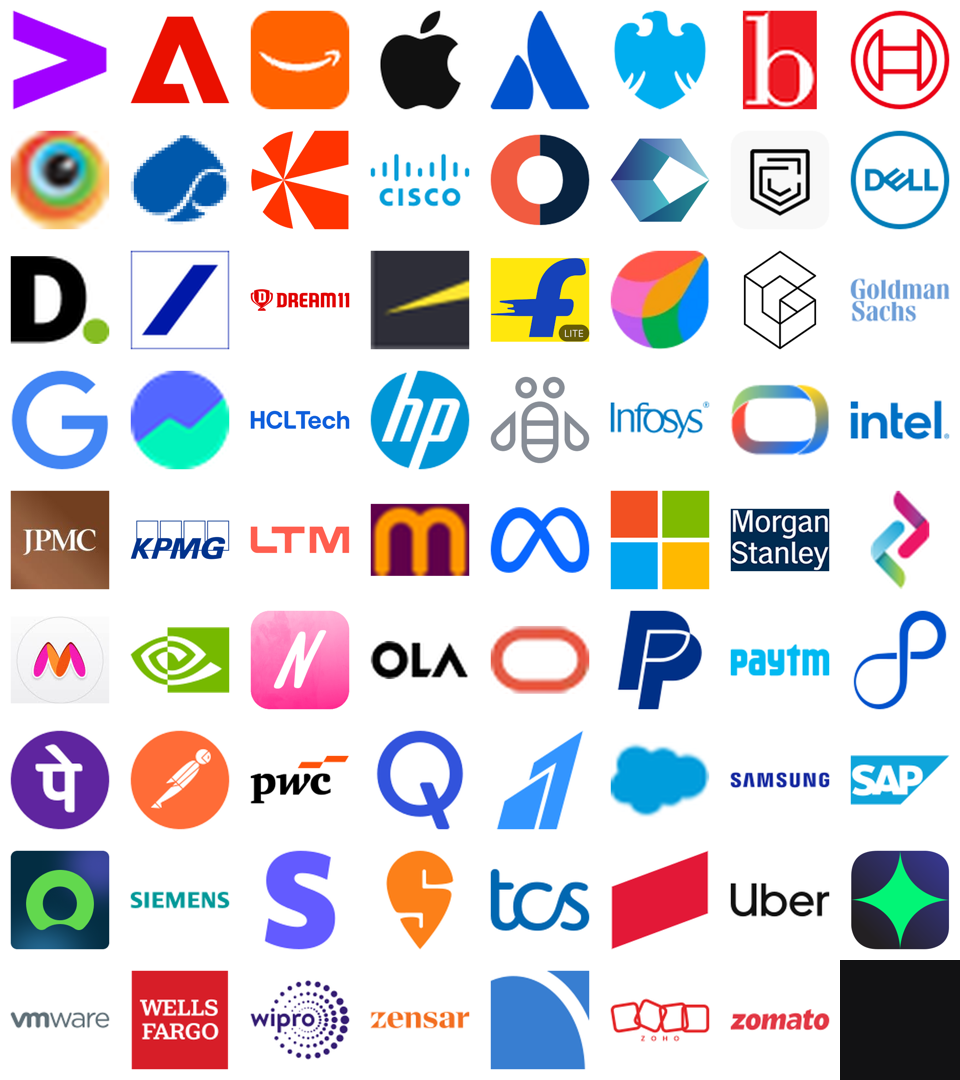 b
CISCO
DELL
D.
DREAM11
f
LITE
Goldman
Sachs
G
HCLTech
hp
Infosys®
intel.
JPMC
KPMG
LTM
m
Morgan
Stanley
M
N
OLA
P
paytm
पे
pwc
Q
SAMSUNG
SAP
SIEMENS
S
S
tcs
Uber
vmware
WELLS
FARGO
wipro
zensar
ZOHO
zomato